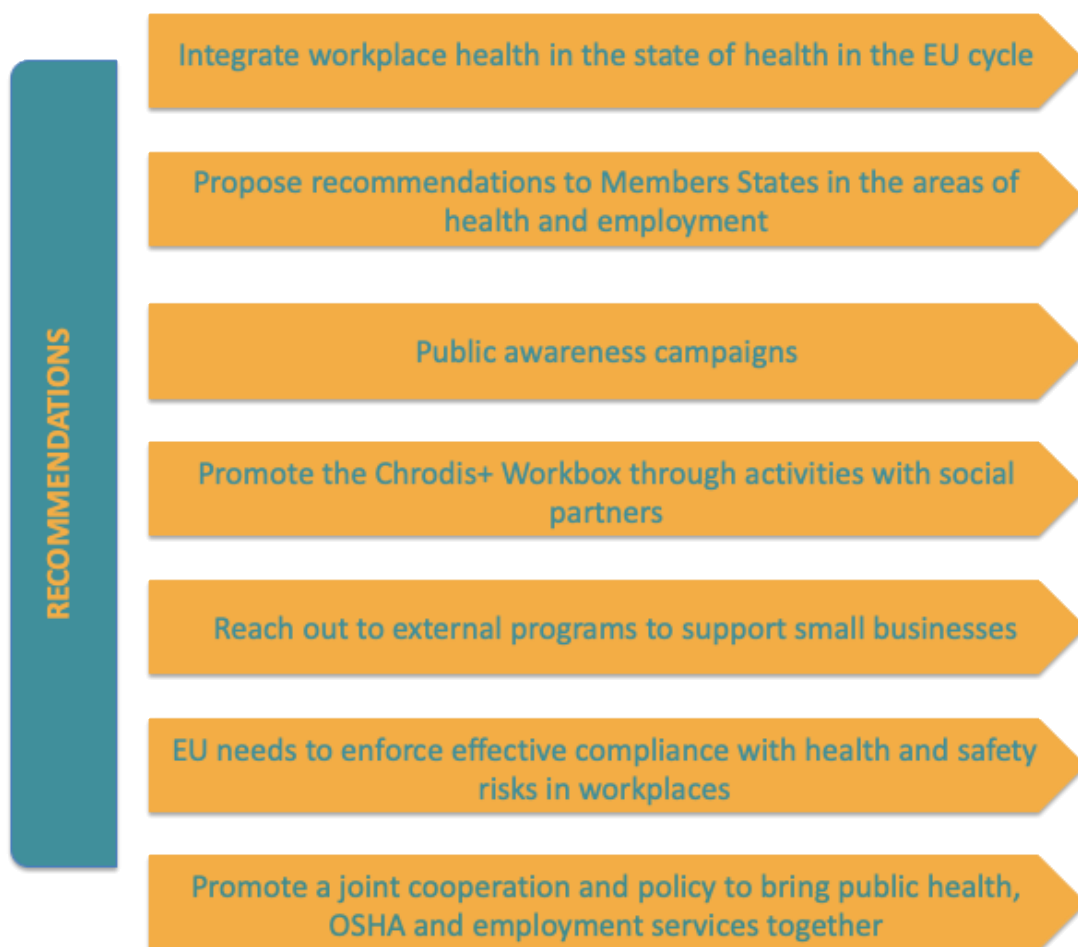 RECOMMENDATIONS
Integrate workplace health in the state of health in the EU cycle
Propose recommendations to Members States in the areas of
health and employment
Public awareness campaigns
Promote the Chrodis+ Workbox through activities with social
partners
Reach out to external programs to support small businesses
EU needs to enforce effective compliance with health and safety
risks in workplaces
Promote a joint cooperation and policy to bring public health,
OSHA and employment services together